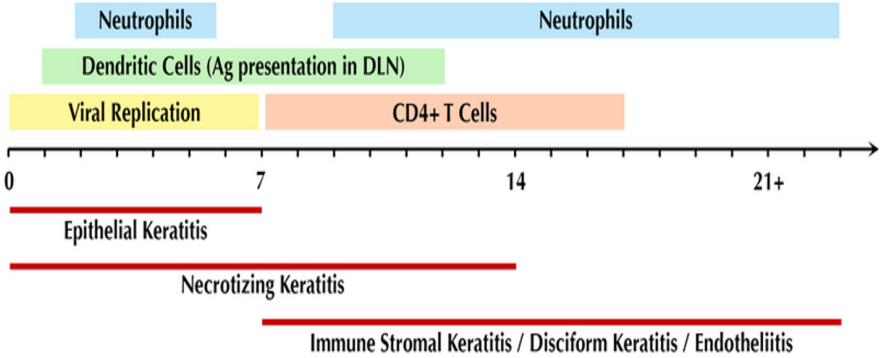 Neutrophils Neutrophils
Dendritic Cells (Ag presentation in DLN)
Viral Replication CD4+ T Cells
0 7 14 21+
Epithelial Keratitis
Necrotizing Keratitis
Immune Stromal Keratitis / Disciform Keratitis / Endotheliitis